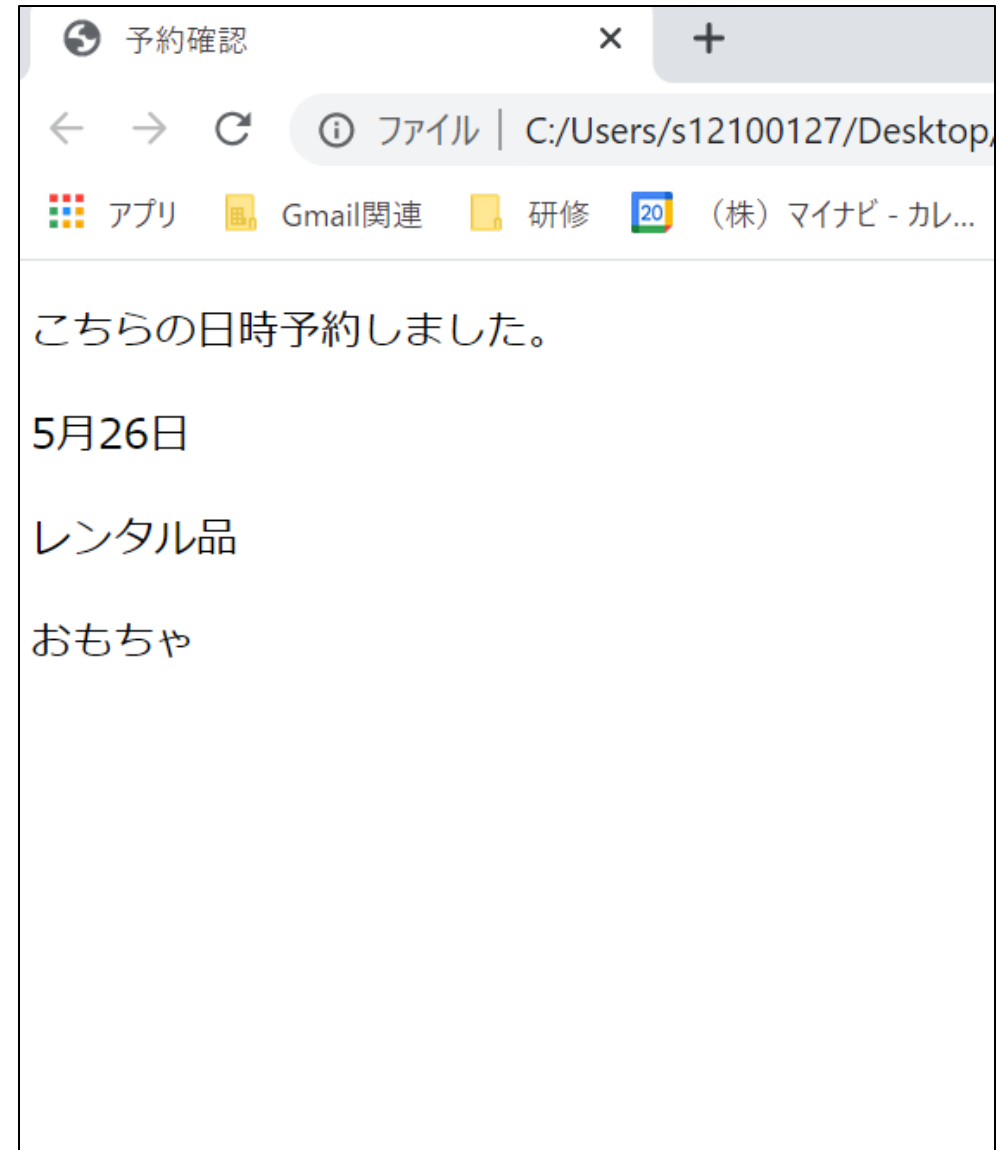 予約確認
ファイル | C:/Users/s12100127/Desktop/
アプリ Gmail関連 研修 20 （株）マイナビ - カレ...
こちらの日時予約しました。
5月26日
レンタル品
おもちゃ